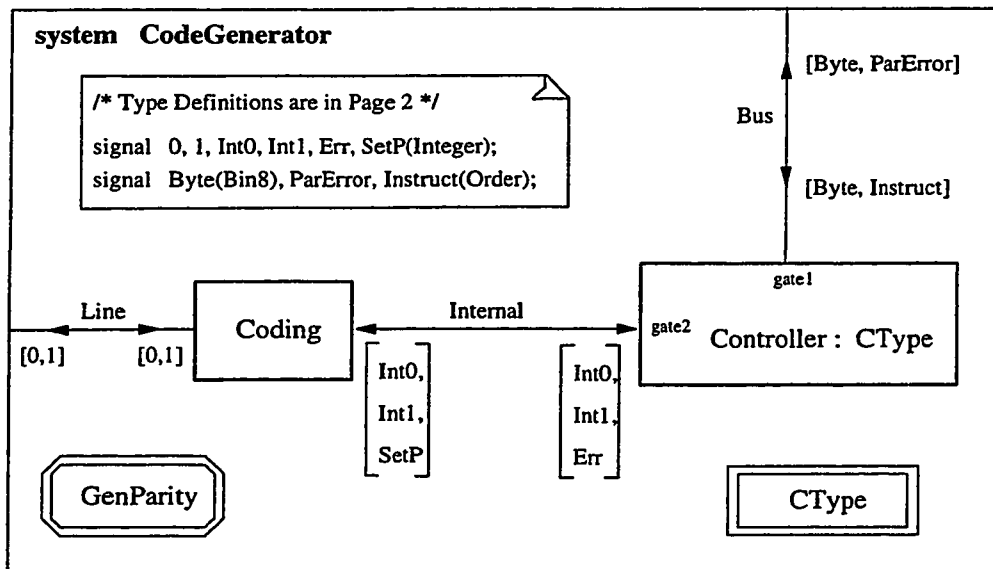 system CodeGenerator
/* Type Definitions are in Page 2 */
signal 0, 1, Int0, Int1, Err, SetP(Integer);
signal Byte(Bin8), ParError, Instruct(Order);
[Byte, ParError]
Bus
[Byte, Instruct]
Line
[0,1]
[0,1]
Coding
Internal
gate1
gate2
Controller : CType
Int0,
Int1,
SetP
Int0,
Int1,
Err
GenParity
CType